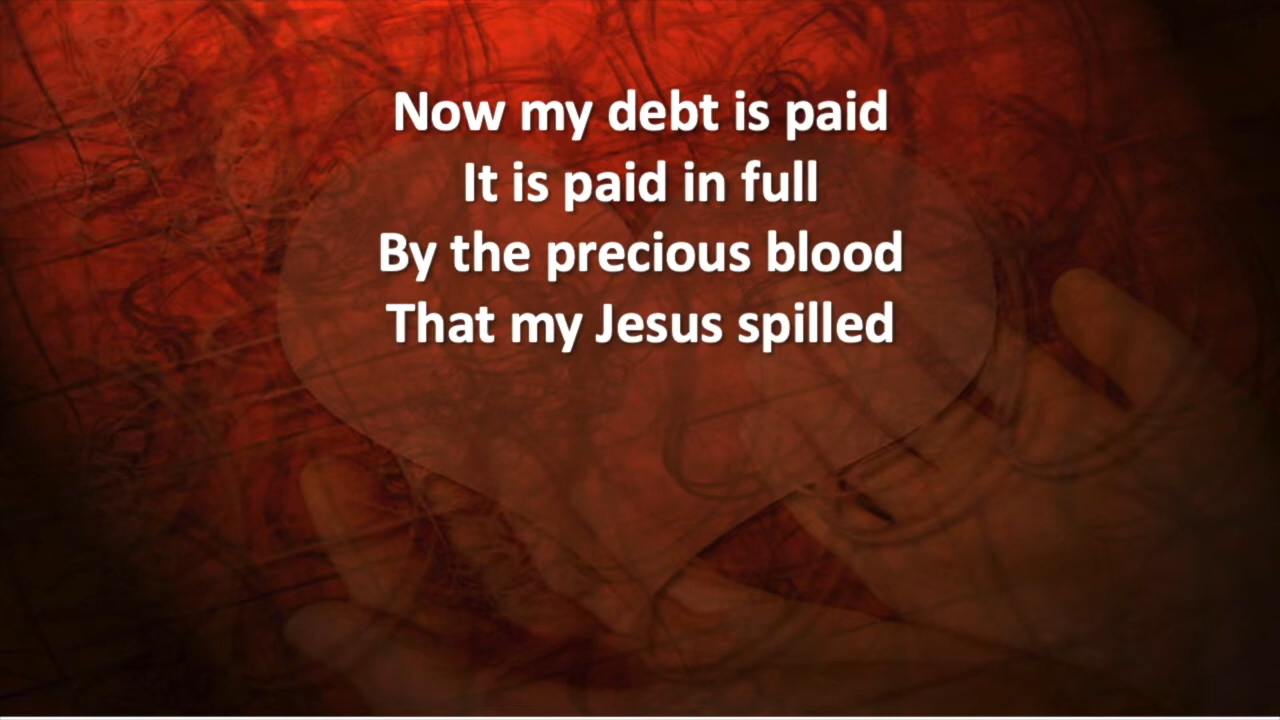 Now my debt is paid
It is paid in full
By the precious blood
That my Jesus spilled